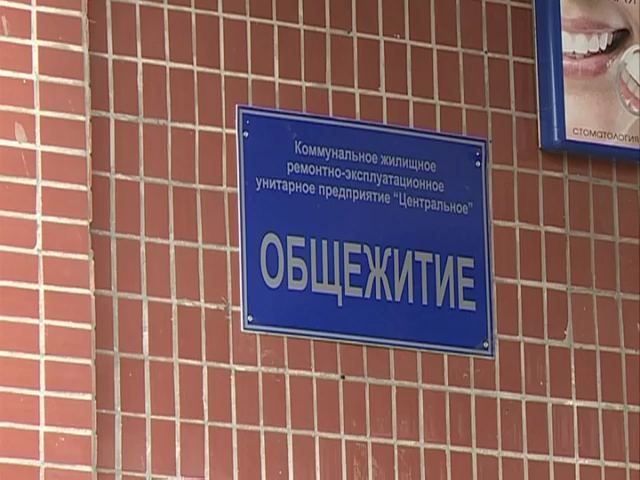 Коммунальное жилищное
ремонтно-эксплуатационное
унитарное предприятие "Центральное"
ОБЩЕЖИТИЕ
СТОМАТОЛОГИЯ